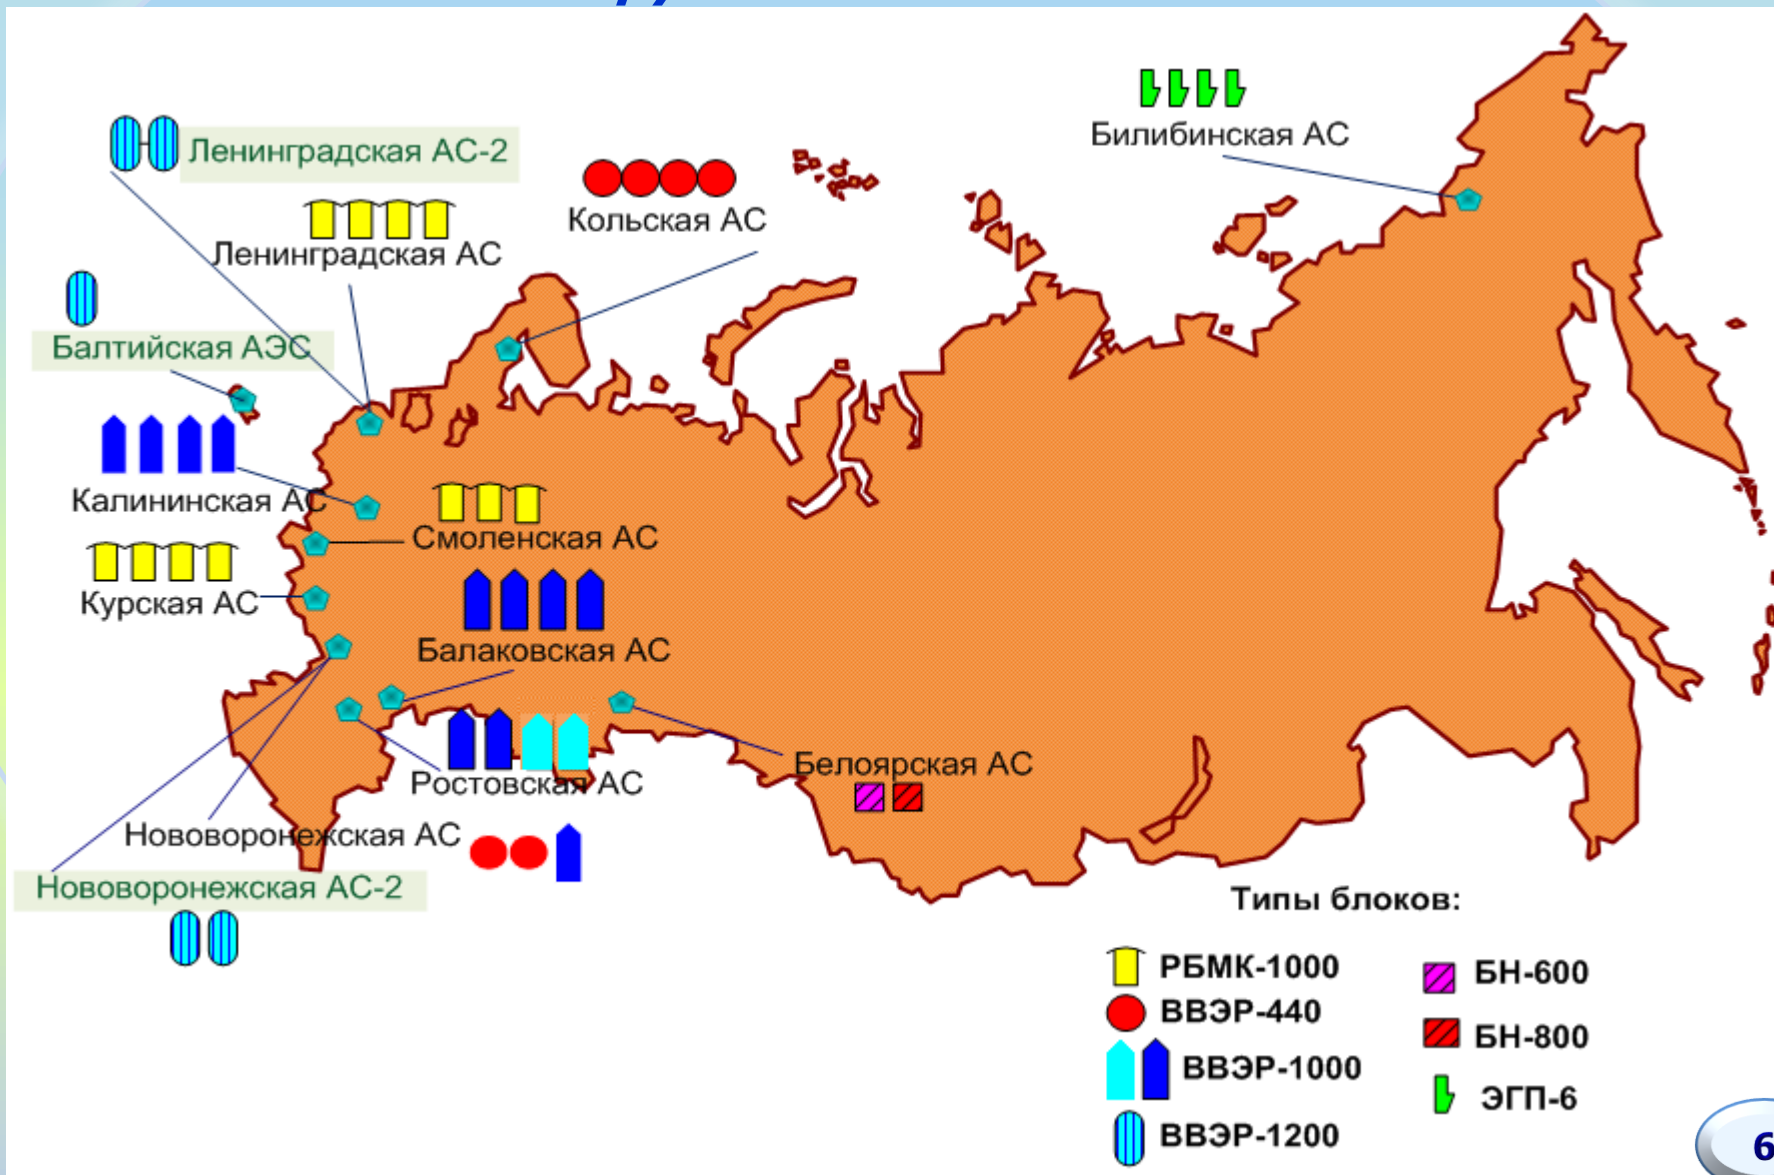 Билибинская АС
Ленинградская АС-2
Кольская АС
Ленинградская АС
Балтийская АЭС
Калининская АС
Смоленская АС
Курская АС
Балаковская АС
Белоярская АС
Ростовская АС
Нововоронежская АС
Нововоронежская АС-2
Типы блоков:
РБМК-1000
ВВЭР-440
ВВЭР-1000
ВВЭР-1200
БН-600
БН-800
ЭГП-6
6